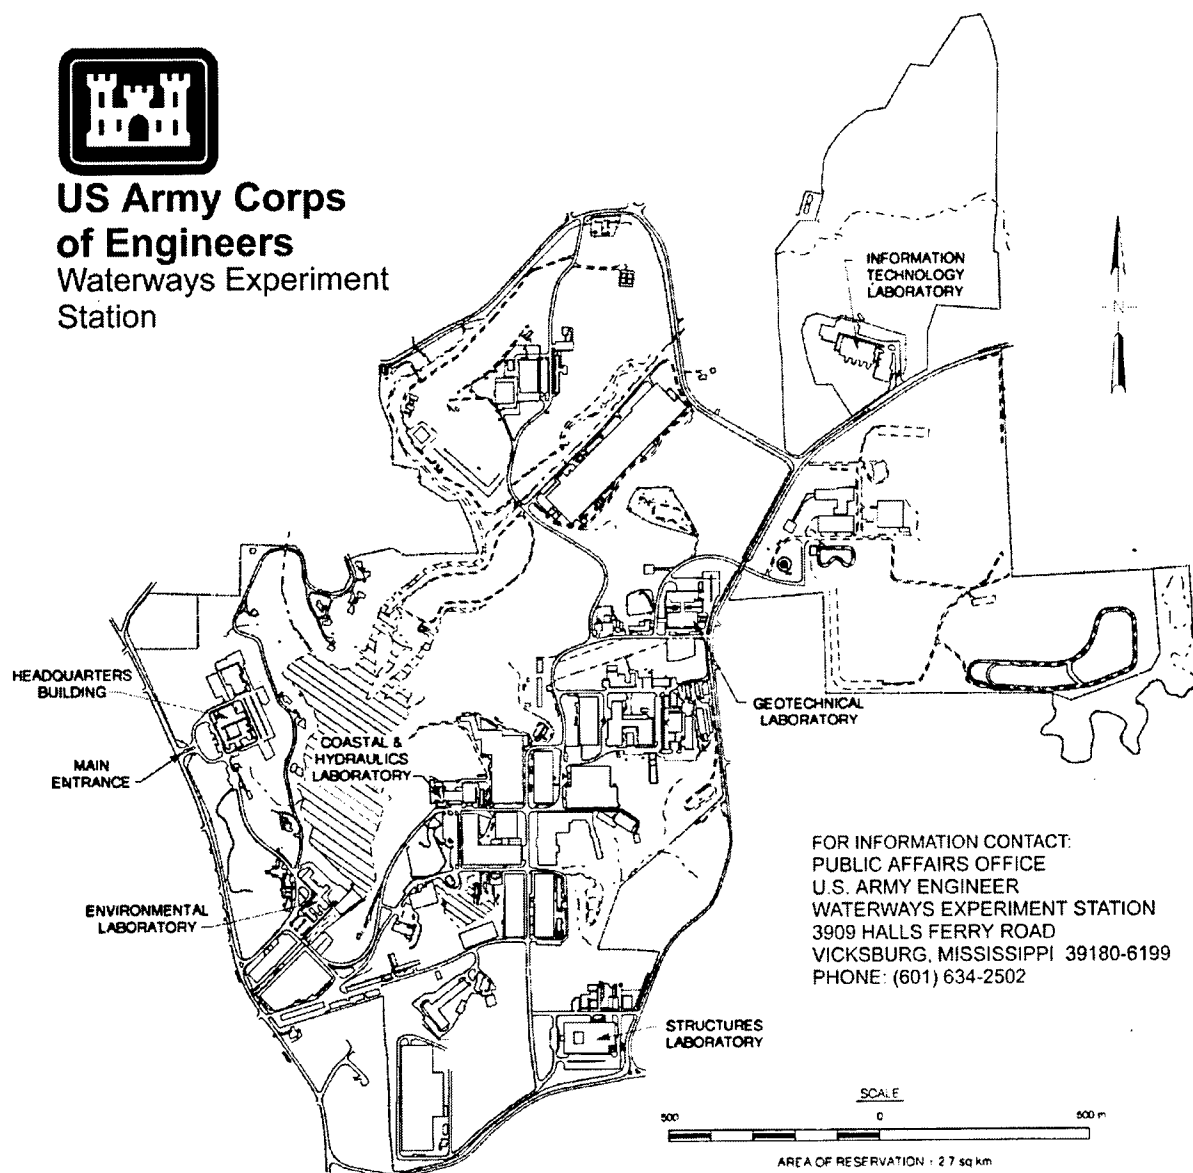 US Army Corps
of Engineers
Waterways Experiment
Station
INFORMATION
TECHNOLOGY
LABORATORY
N
HEADQUARTERS
BUILDING
MAIN
ENTRANCE
COASTAL &
HYDRAULICS
LABORATORY
GEOTECHNICAL
LABORATORY
ENVIRONMENTAL
LABORATORY
STRUCTURES
LABORATORY
FOR INFORMATION CONTACT:
PUBLIC AFFAIRS OFFICE
U.S. ARMY ENGINEER
WATERWAYS EXPERIMENT STATION
3909 HALLS FERRY ROAD
VICKSBURG, MISSISSIPPI 39180-6199
PHONE: (601) 634-2502
SCALE
500 0 500 m
AREA OF RESERVATION : 2.7 sq km